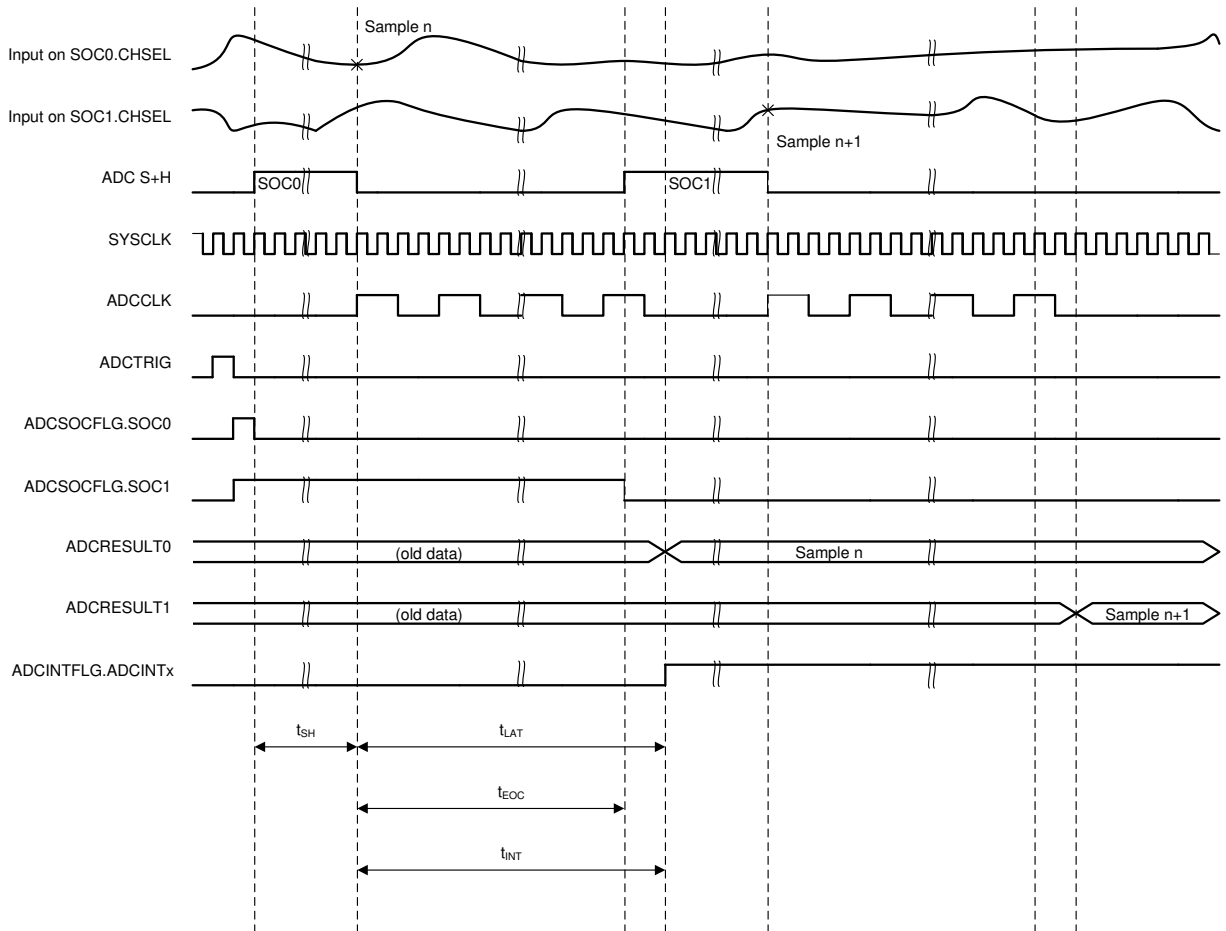 Sample n
Input on SOC0.CHSEL
Input on SOC1.CHSEL
Sample n+1
ADC S+H
SOC0
SOC1
SYSCLK
ADCCLK
ADCTRIG
ADCSOCFLG.SOC0
ADCSOCFLG.SOC1
ADCRESULT0
(old data)
Sample n
ADCRESULT1
(old data)
Sample n+1
ADCINTFLG.ADCINTx
tSH
tLAT
tEOC
tINT